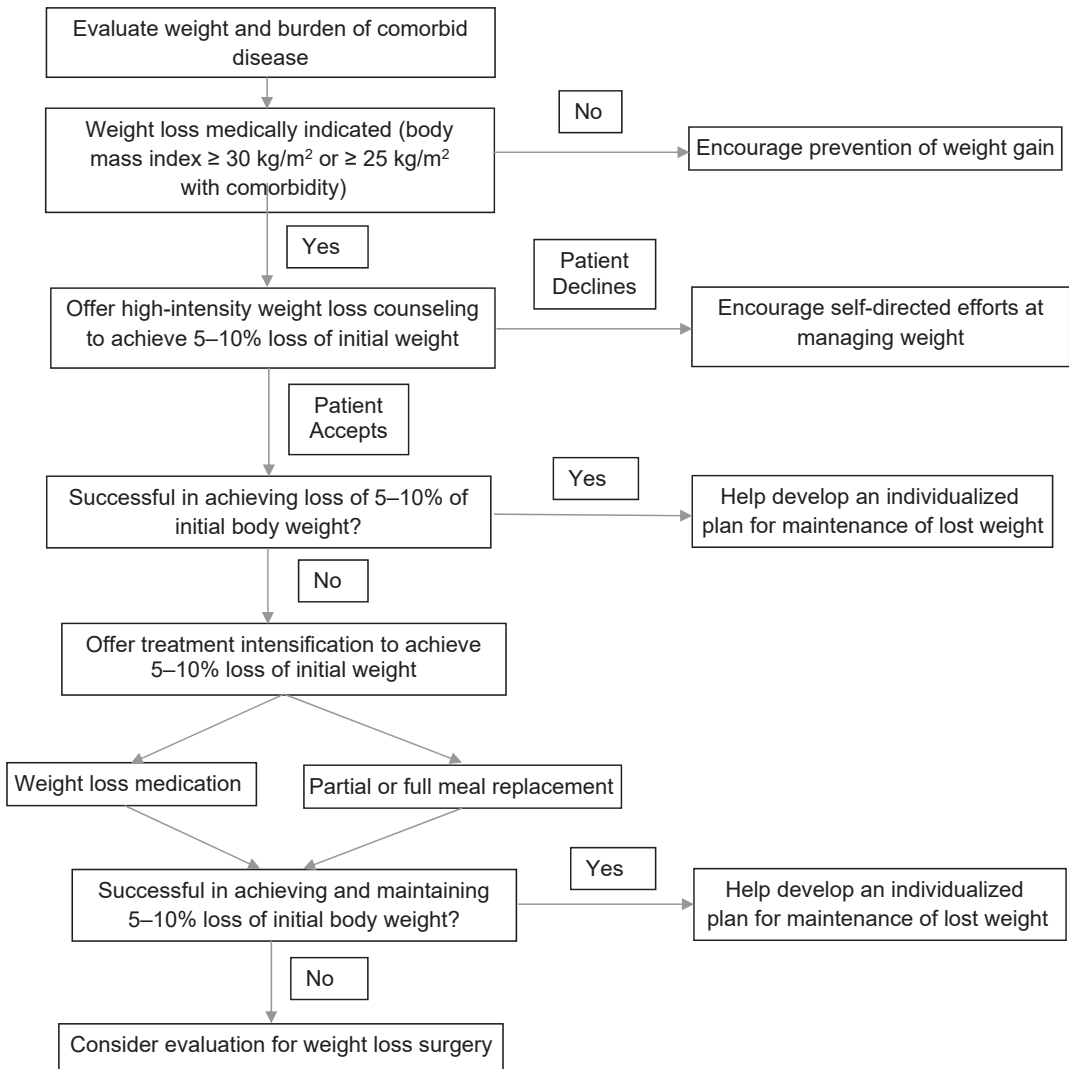 Evaluate weight and burden of comorbid
disease
No
Weight loss medically indicated (body
mass index ≥ 30 kg/m² or ≥ 25 kg/m²
with comorbidity)
Encourage prevention of weight gain
Yes
Patient
Declines
Offer high-intensity weight loss counseling
to achieve 5–10% loss of initial weight
Encourage self-directed efforts at
managing weight
Patient
Accepts
Yes
Successful in achieving loss of 5–10% of
initial body weight?
Help develop an individualized
plan for maintenance of lost weight
No
Offer treatment intensification to achieve
5–10% loss of initial weight
Weight loss medication
Partial or full meal replacement
Yes
Successful in achieving and maintaining
5–10% loss of initial body weight?
Help develop an individualized
plan for maintenance of lost weight
No
Consider evaluation for weight loss surgery